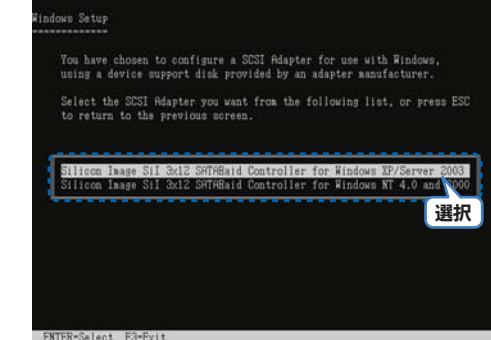 Windows Setup
You have chosen to configure a SCSI Adapter for use with Windows,
using a device support disk provided by an adapter manufacturer.
Select the SCSI Adapter you want from the following list, or press ESC
to return to the previous screen.
Silicon Image SiI 3x12 SATARaid Controller for Windows XP/Server 2003
Silicon Image SiI 3x12 SATARaid Controller for Windows NT 4.0 and 2000
選択
ENTER=Select F3=Exit